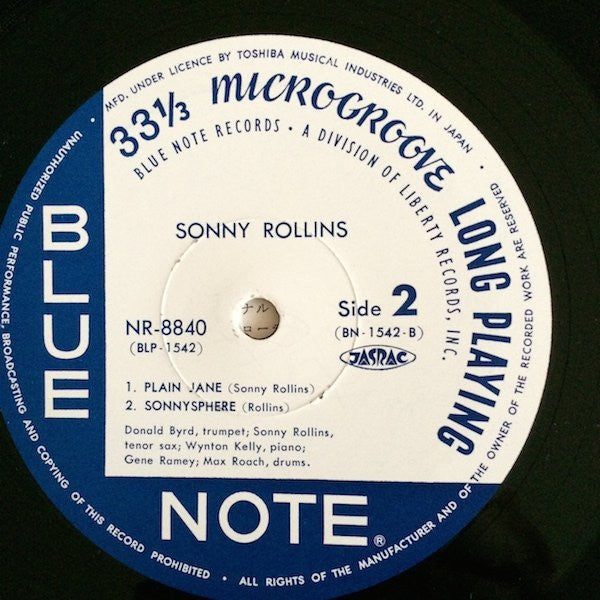 MFD. UNDER LICENCE BY TOSHIBA MUSICAL INDUSTRIES LTD. IN JAPAN •
33⅓ MICROGROOVE LONG PLAYING
BLUE NOTE RECORDS • A DIVISION OF LIBERTY RECORDS, INC.
SONNY ROLLINS
BLUE
ナル
ロー
NR-8840
(BLP-1542)
Side 2
(BN-1542-B)
JASRAC
1. PLAIN JANE (Sonny Rollins)
2. SONNYSPHERE (Rollins)
Donald Byrd, trumpet; Sonny Rollins,
tenor sax; Wynton Kelly, piano;
Gene Ramey; Max Roach, drums.
NOTE®
• UNAUTHORIZED PUBLIC PERFORMANCE, BROADCASTING AND COPYING OF THIS RECORD PROHIBITED • ALL RIGHTS OF THE MANUFACTURER AND OF THE OWNER OF THE RECORDED WORK ARE RESERVED